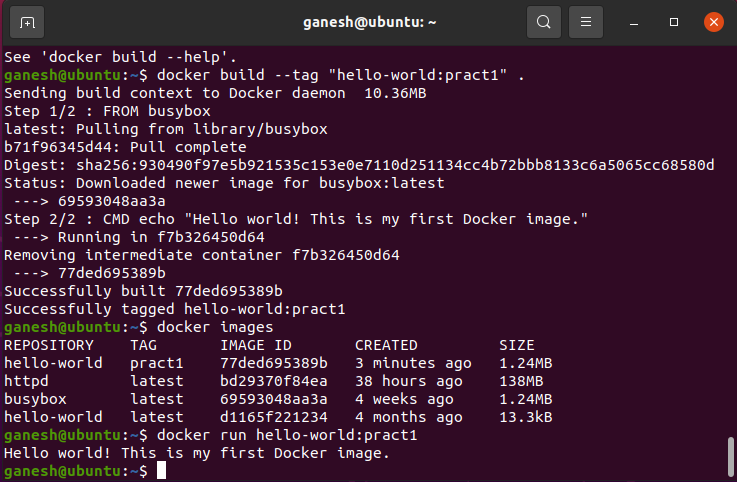 ganesh@ubuntu: ~
See 'docker build --help'.
ganesh@ubuntu:~$ docker build --tag "hello-world:pract1" .
Sending build context to Docker daemon  10.36MB
Step 1/2 : FROM busybox
latest: Pulling from library/busybox
b71f96345d44: Pull complete
Digest: sha256:930490f97e5b921535c153e0e7110d251134cc4b72bbb8133c6a5065cc68580d
Status: Downloaded newer image for busybox:latest
 ---> 69593048aa3a
Step 2/2 : CMD echo "Hello world! This is my first Docker image."
 ---> Running in f7b326450d64
Removing intermediate container f7b326450d64
 ---> 77ded695389b
Successfully built 77ded695389b
Successfully tagged hello-world:pract1
ganesh@ubuntu:~$ docker images
REPOSITORY    TAG       IMAGE ID       CREATED         SIZE
hello-world   pract1    77ded695389b   3 minutes ago   1.24MB
httpd         latest    bd29370f84ea   38 hours ago    138MB
busybox       latest    69593048aa3a   4 weeks ago     1.24MB
hello-world   latest    d1165f221234   4 months ago    13.3kB
ganesh@ubuntu:~$ docker run hello-world:pract1
Hello world! This is my first Docker image.
ganesh@ubuntu:~$